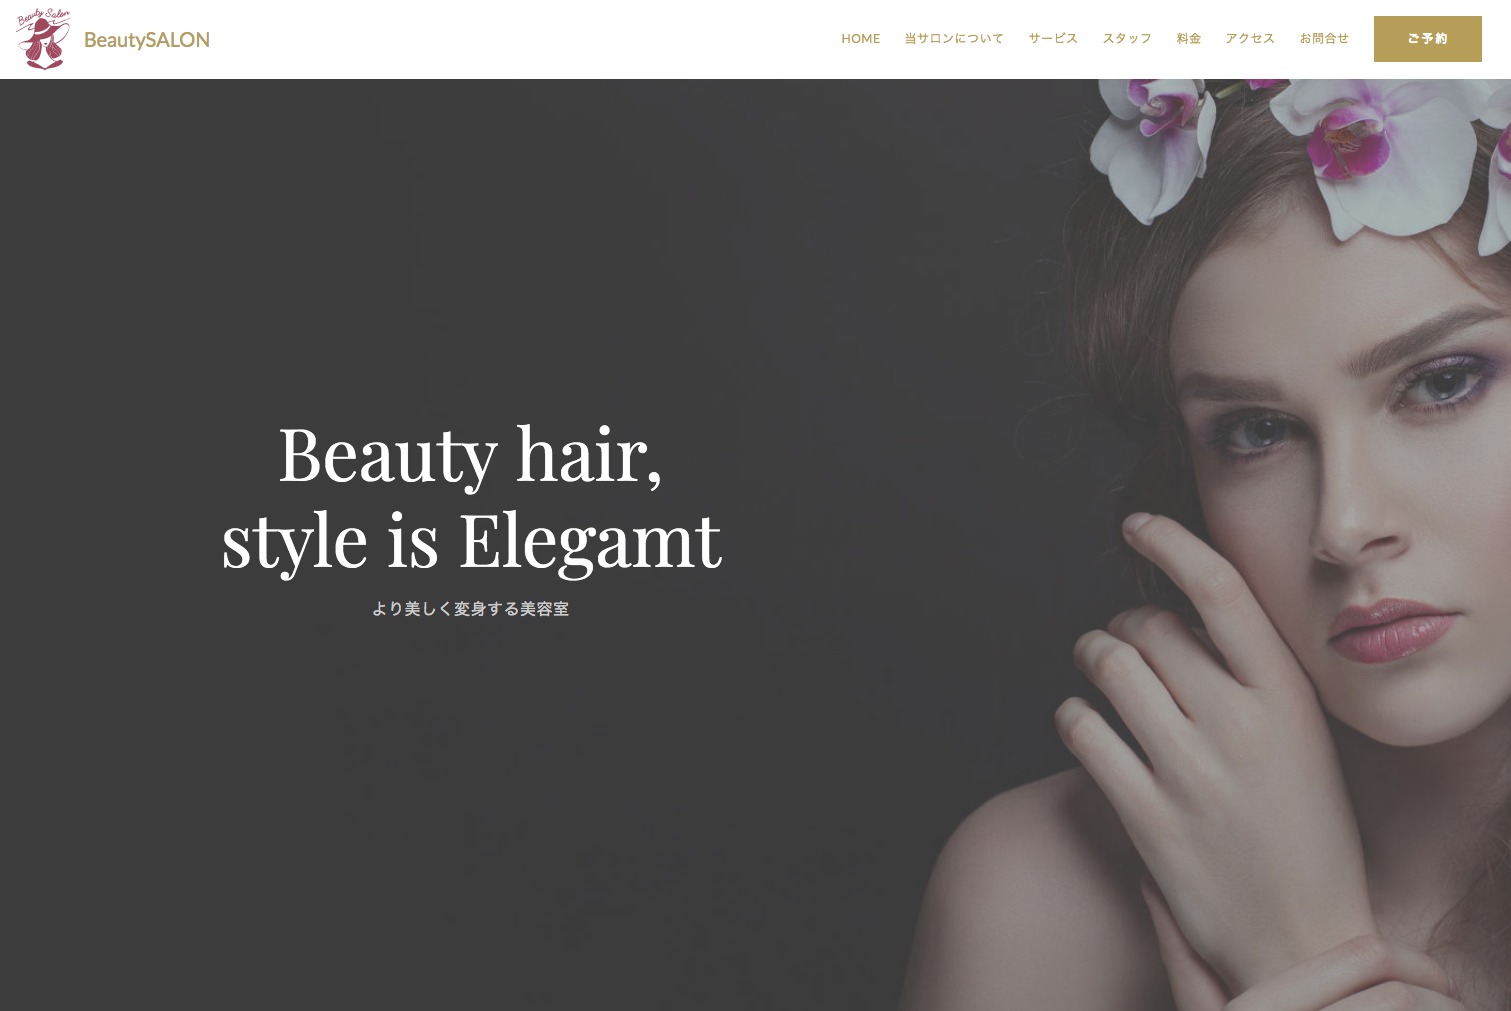 Beauty Salon
BeautySALON
HOME 当サロンについて サービス スタッフ 料金 アクセス お問合せ ご予約
Beauty hair,
style is Elegamt
より美しく変身する美容室